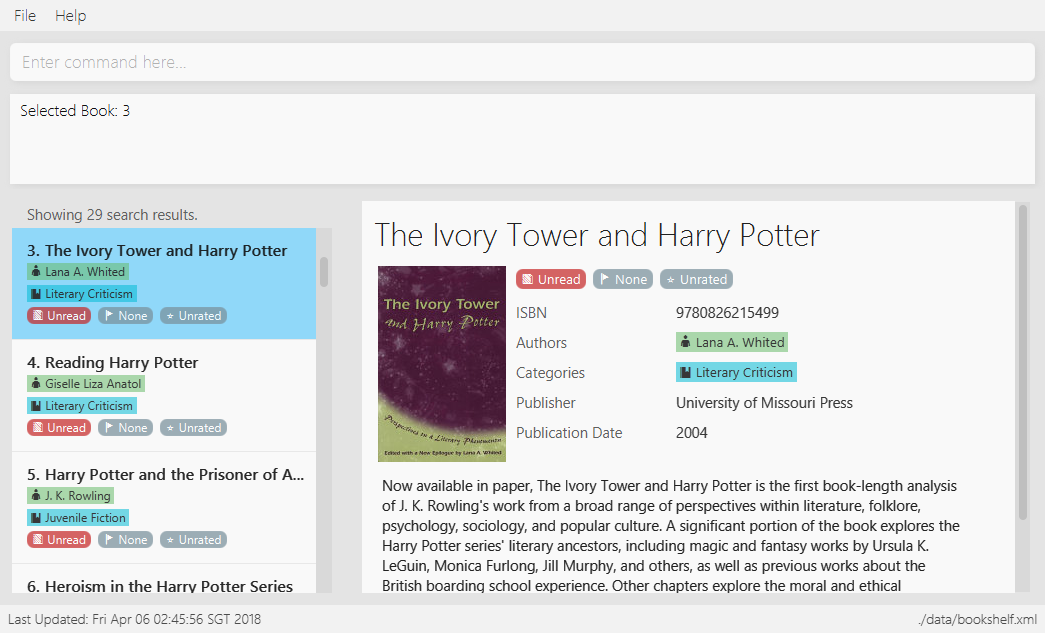 File Help
Enter command here...
Selected Book: 3
Showing 29 search results.
3. The Ivory Tower and Harry Potter
Lana A. Whited
Literary Criticism
Unread None Unrated
4. Reading Harry Potter
Giselle Liza Anatol
Literary Criticism
Unread None Unrated
5. Harry Potter and the Prisoner of A...
J. K. Rowling
Juvenile Fiction
Unread None Unrated
6. Heroism in the Harry Potter Series
The Ivory Tower and Harry Potter
The Ivory Tower
and Harry Potter
Perspectives on a Literary Phenomenon
Edited with a New Epilogue by Lana A. Whited
Unread None Unrated
ISBN 9780826215499
Authors Lana A. Whited
Categories Literary Criticism
Publisher University of Missouri Press
Publication Date 2004
Now available in paper, The Ivory Tower and Harry Potter is the first book-length analysis
of J. K. Rowling's work from a broad range of perspectives within literature, folklore,
psychology, sociology, and popular culture. A significant portion of the book explores the
Harry Potter series' literary ancestors, including magic and fantasy works by Ursula K.
LeGuin, Monica Furlong, Jill Murphy, and others, as well as previous works about the
British boarding school experience. Other chapters explore the moral and ethical
Last Updated: Fri Apr 06 02:45:56 SGT 2018
./data/bookshelf.xml